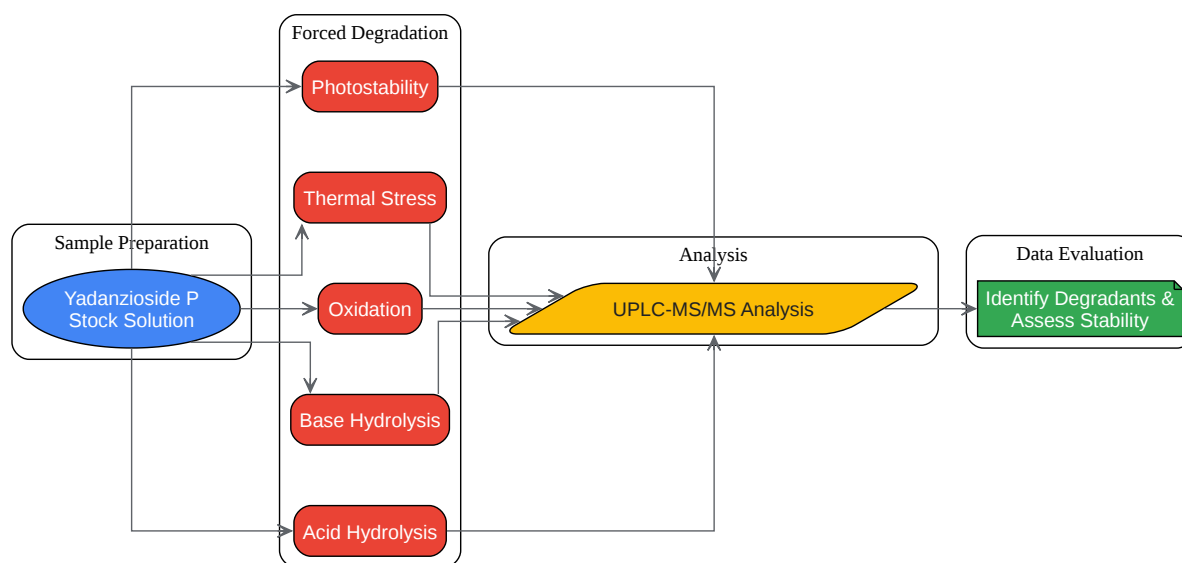 Forced Degradation
Photostability
Thermal Stress
Sample Preparation
Yadanzioside P
Stock Solution
Oxidation
Base Hydrolysis
Acid Hydrolysis
Analysis
UPLC-MS/MS Analysis
Data Evaluation
Identify Degradants &
Assess Stability